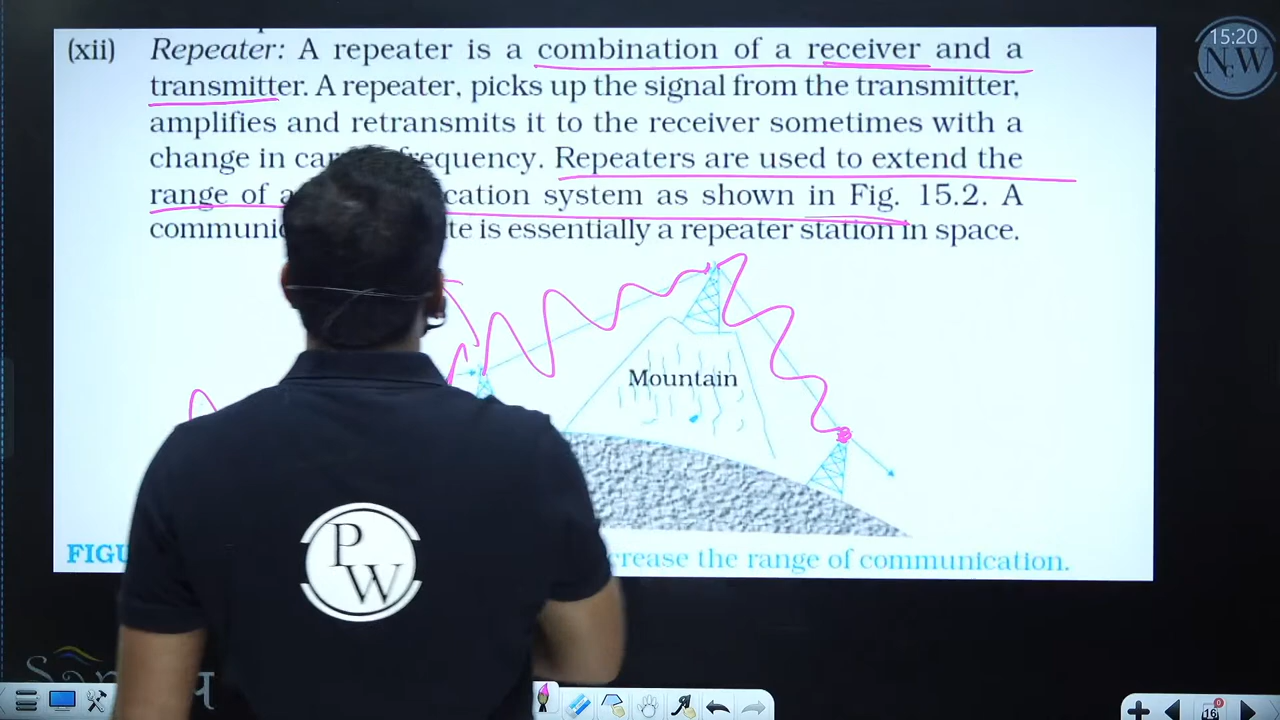 (xii) Repeater: A repeater is a combination of a receiver and a
transmitter. A repeater, picks up the signal from the transmitter,
amplifies and retransmits it to the receiver sometimes with a
change in frequency. Repeaters are used to extend the
range of a cation system as shown in Fig. 15.2. A
communic te is essentially a repeater station in space.
Mountain
FIGU crease the range of communication.
P
W
15:20
NcW
16